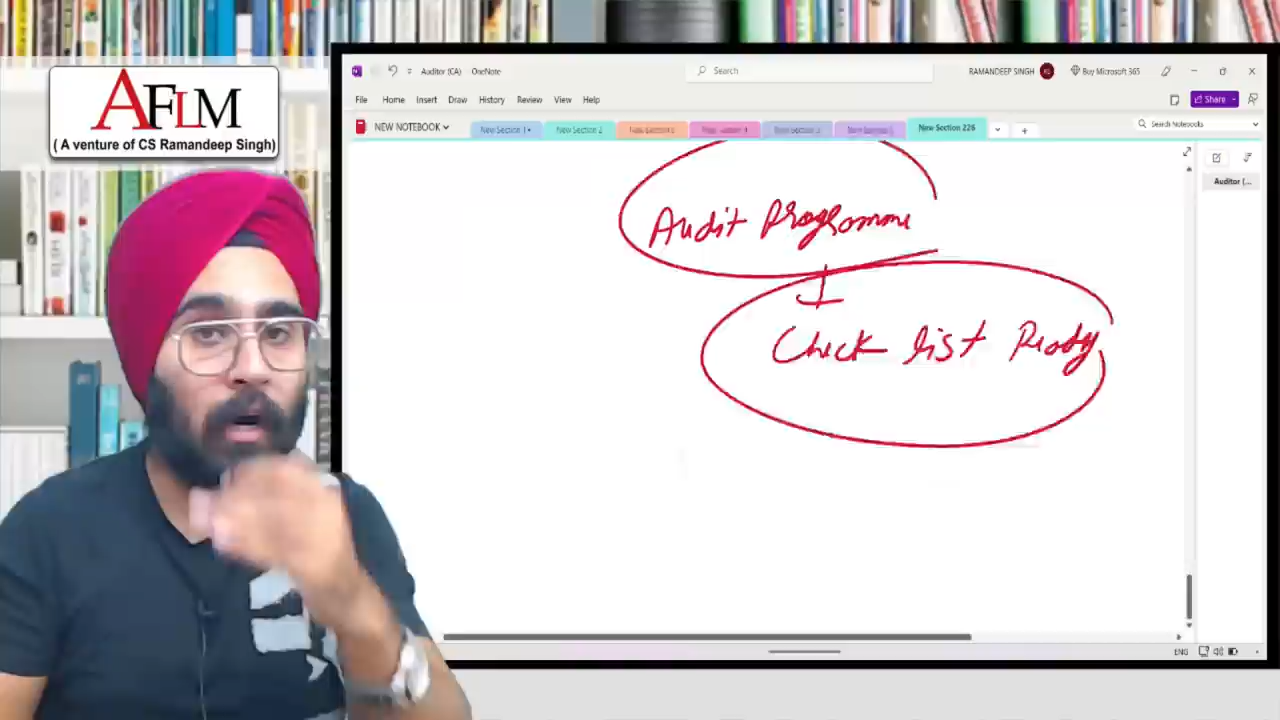 AFLM
( A venture of CS Ramandeep Singh)
Auditor (CA) - OneNote
Search
RAMANDEEP SINGH
Buy Microsoft 365
File Home Insert Draw History Review View Help
Share
NEW NOTEBOOK
New Section 1
New Section 2
New Section 226
+
Search Notebooks
Auditor (...
Audit Programme
Check list Ready
ENG